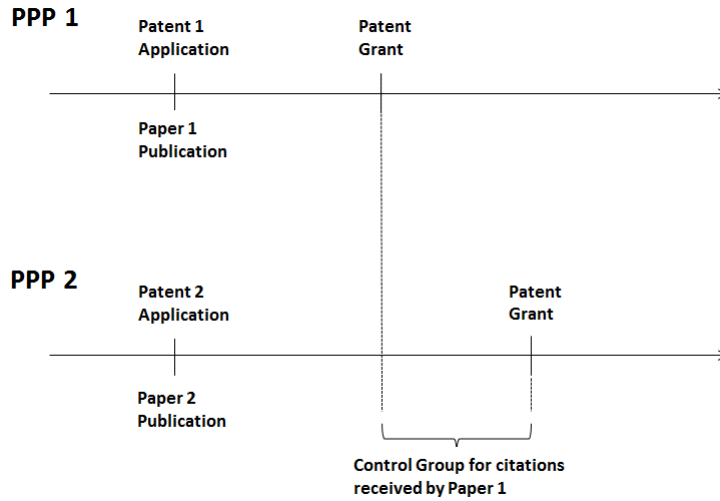 PPP 1
Patent 1
Application
Patent
Grant
Paper 1
Publication
PPP 2
Patent 2
Application
Patent
Grant
Paper 2
Publication
Control Group for citations
received by Paper 1